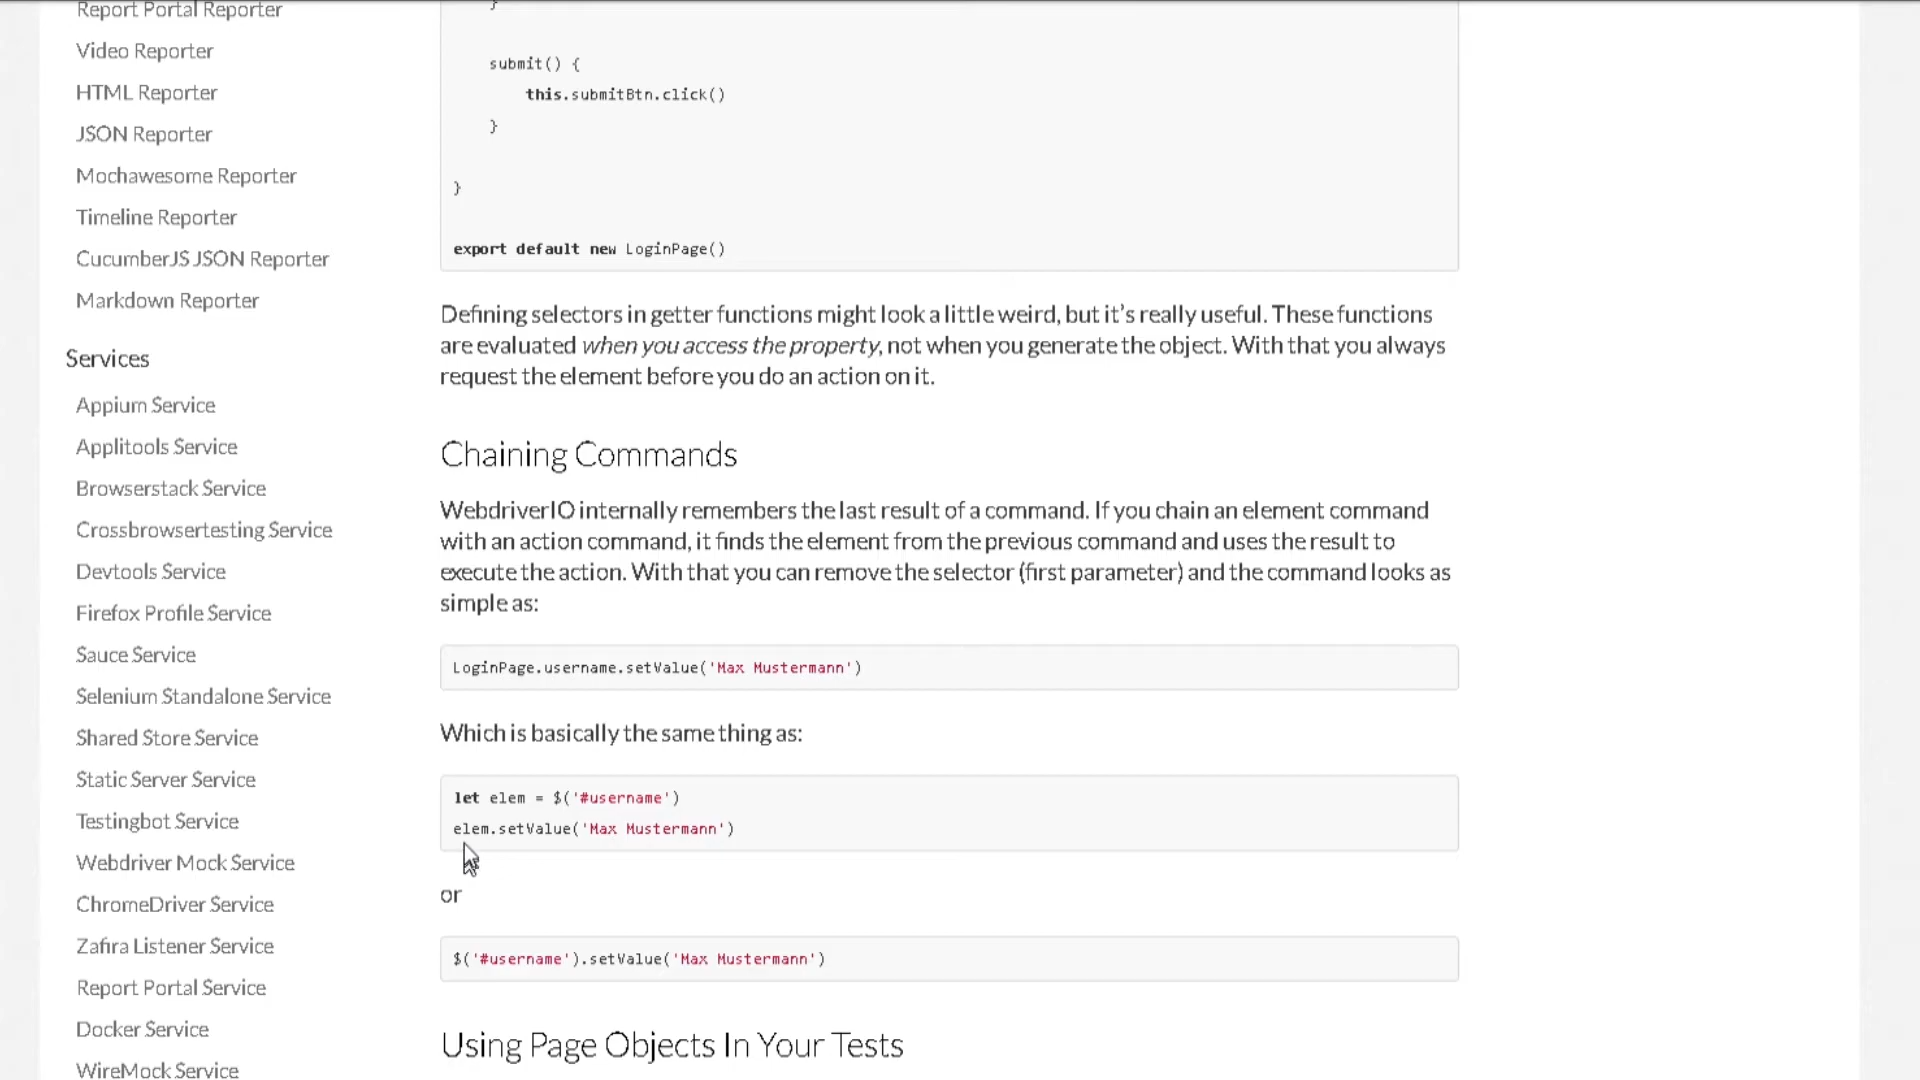 Report Portal Reporter
Video Reporter
HTML Reporter
JSON Reporter
Mochawesome Reporter
Timeline Reporter
CucumberJS JSON Reporter
Markdown Reporter
Services
Appium Service
Applitools Service
Browserstack Service
Crossbrowsertesting Service
Devtools Service
Firefox Profile Service
Sauce Service
Selenium Standalone Service
Shared Store Service
Static Server Service
Testingbot Service
Webdriver Mock Service
ChromeDriver Service
Zafira Listener Service
Report Portal Service
Docker Service
WireMock Service
}
submit() {
this.submitBtn.click()
}
}
export default new LoginPage()
Defining selectors in getter functions might look a little weird, but it's really useful. These functions
are evaluated when you access the property, not when you generate the object. With that you always
request the element before you do an action on it.
Chaining Commands
WebdriverIO internally remembers the last result of a command. If you chain an element command
with an action command, it finds the element from the previous command and uses the result to
execute the action. With that you can remove the selector (first parameter) and the command looks as
simple as:
LoginPage.username.setValue('Max Mustermann')
Which is basically the same thing as:
let elem = $('#username')
elem.setValue('Max Mustermann')
or
$('#username').setValue('Max Mustermann')
Using Page Objects In Your Tests